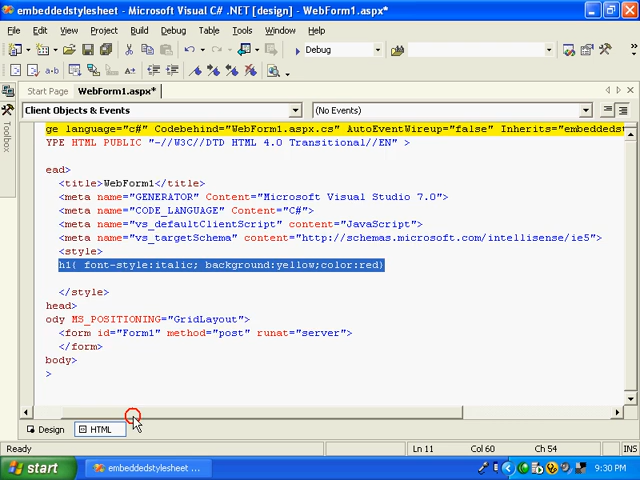 embeddedstylesheet - Microsoft Visual C# .NET [design] - WebForm1.aspx*
File Edit View Project Build Debug Table Tools Window Help
Debug
Start Page WebForm1.aspx*
Client Objects & Events (No Events)
Toolbox
ge language="c#" Codebehind="WebForm1.aspx.cs" AutoEventWireup="false" Inherits="embeddedst
YPE HTML PUBLIC "-//W3C//DTD HTML 4.0 Transitional//EN" >
ead>
<title>WebForm1</title>
<meta name="GENERATOR" Content="Microsoft Visual Studio 7.0">
<meta name="CODE_LANGUAGE" Content="C#">
<meta name="vs_defaultClientScript" content="JavaScript">
<meta name="vs_targetSchema" content="http://schemas.microsoft.com/intellisense/ie5">
<style>
h1( font-style:italic; background:yellow;color:red)
</style>
head>
ody MS_POSITIONING="GridLayout">
<form id="Form1" method="post" runat="server">
</form>
body>
>
Design HTML
Ready Ln 11 Col 60 Ch 54 INS
start embeddedstylesheet ... 9:30 PM